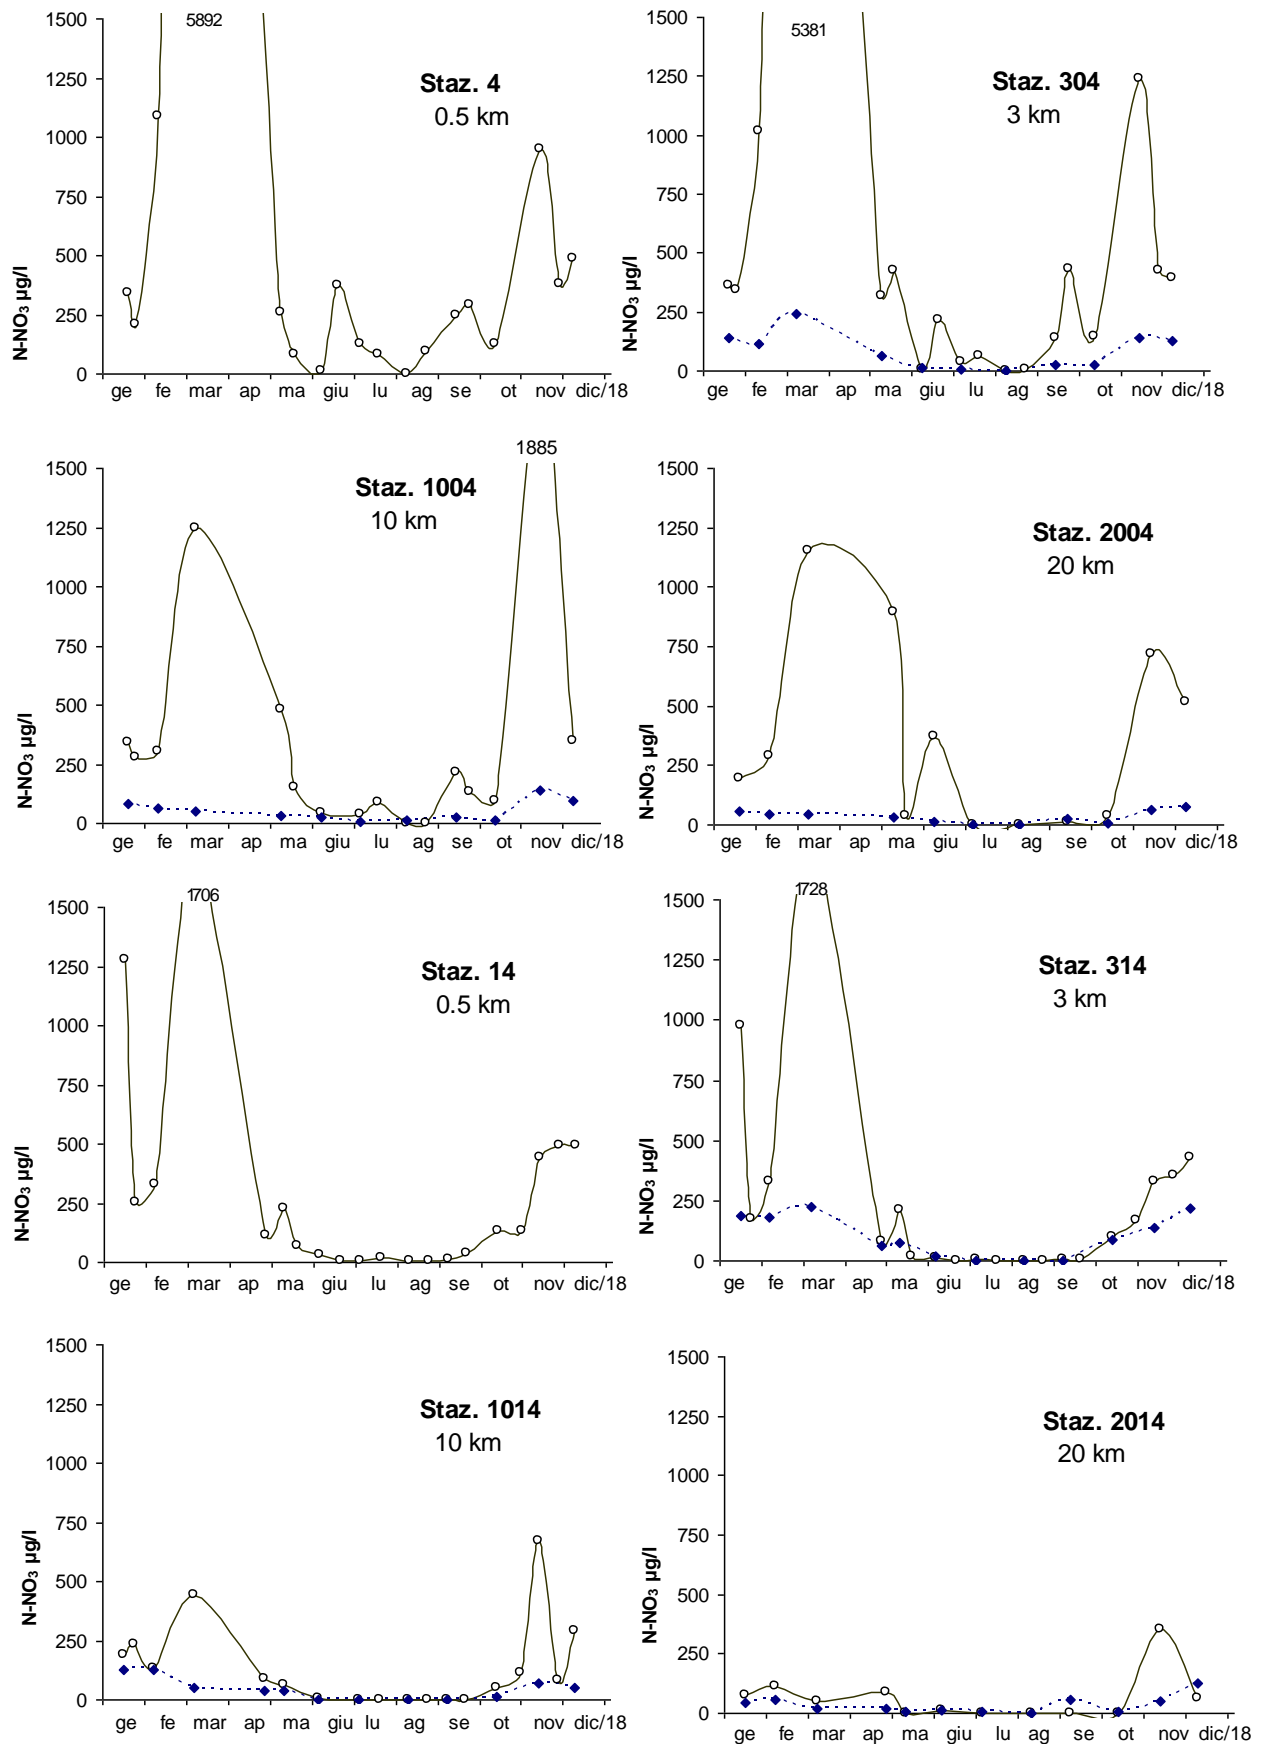 5892
1500
1250
1000
750
500
250
0
N-NO3 µg/l
Staz. 4
0.5 km
ge fe mar ap ma giu lu ag se ot nov dic/18
5381
1500
1250
1000
750
500
250
0
N-NO3 µg/l
Staz. 304
3 km
ge fe mar ap ma giu lu ag se ot nov dic/18
1885
1500
1250
1000
750
500
250
0
N-NO3 µg/l
Staz. 1004
10 km
ge fe mar ap ma giu lu ag se ot nov dic/18
1500
1250
1000
750
500
250
0
N-NO3 µg/l
Staz. 2004
20 km
ge fe mar ap ma giu lu ag se ot nov dic/18
1706
1500
1250
1000
750
500
250
0
N-NO3 µg/l
Staz. 14
0.5 km
ge fe mar ap ma giu lu ag se ot nov dic/18
1728
1500
1250
1000
750
500
250
0
N-NO3 µg/l
Staz. 314
3 km
ge fe mar ap ma giu lu ag se ot nov dic/18
1500
1250
1000
750
500
250
0
N-NO3 µg/l
Staz. 1014
10 km
ge fe mar ap ma giu lu ag se ot nov dic/18
1500
1250
1000
750
500
250
0
N-NO3 µg/l
Staz. 2014
20 km
ge fe mar ap ma giu lu ag se ot nov dic/18